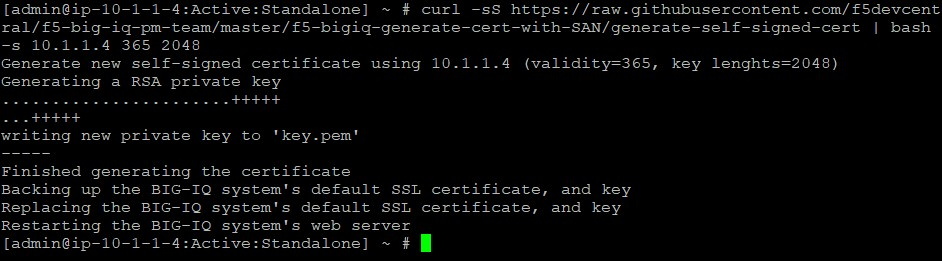 [admin@ip-10-1-1-4:Active:Standalone] ~ # curl -sS https://raw.githubusercontent.com/f5devcent
ral/f5-big-iq-pm-team/master/f5-bigiq-generate-cert-with-SAN/generate-self-signed-cert | bash
-s 10.1.1.4 365 2048
Generate new self-signed certificate using 10.1.1.4 (validity=365, key lenghts=2048)
Generating a RSA private key
.......................+++++
...+++++
writing new private key to 'key.pem'
-----
Finished generating the certificate
Backing up the BIG-IQ system's default SSL certificate, and key
Replacing the BIG-IQ system's default SSL certificate, and key
Restarting the BIG-IQ system's web server
[admin@ip-10-1-1-4:Active:Standalone] ~ #